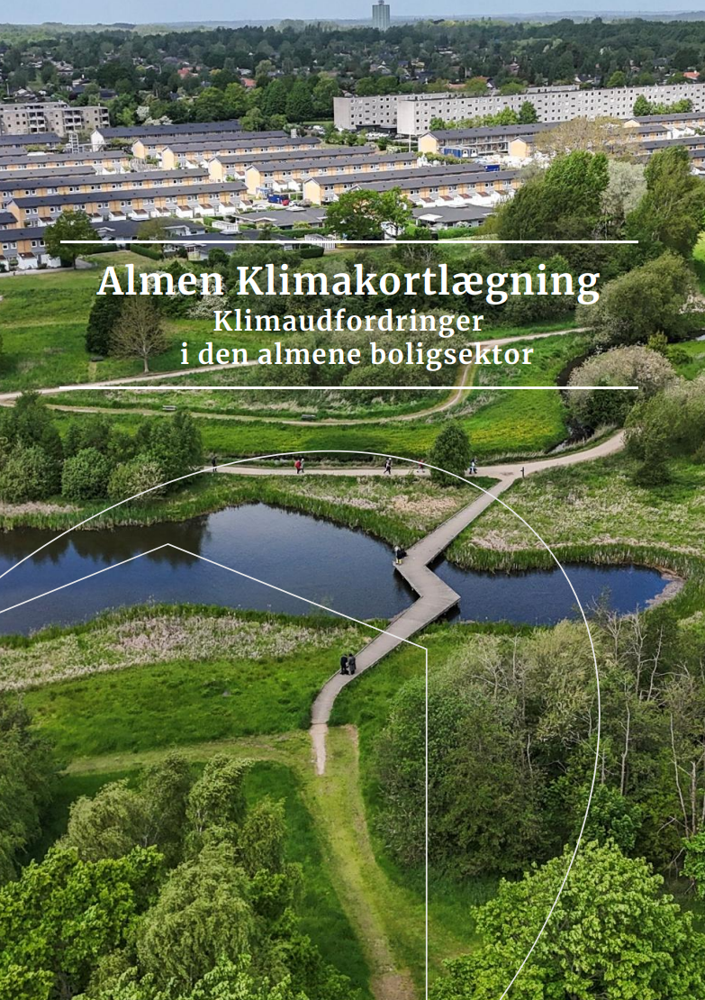 Almen Klimakortlægning
Klimaudfordringer
i den almene boligsektor